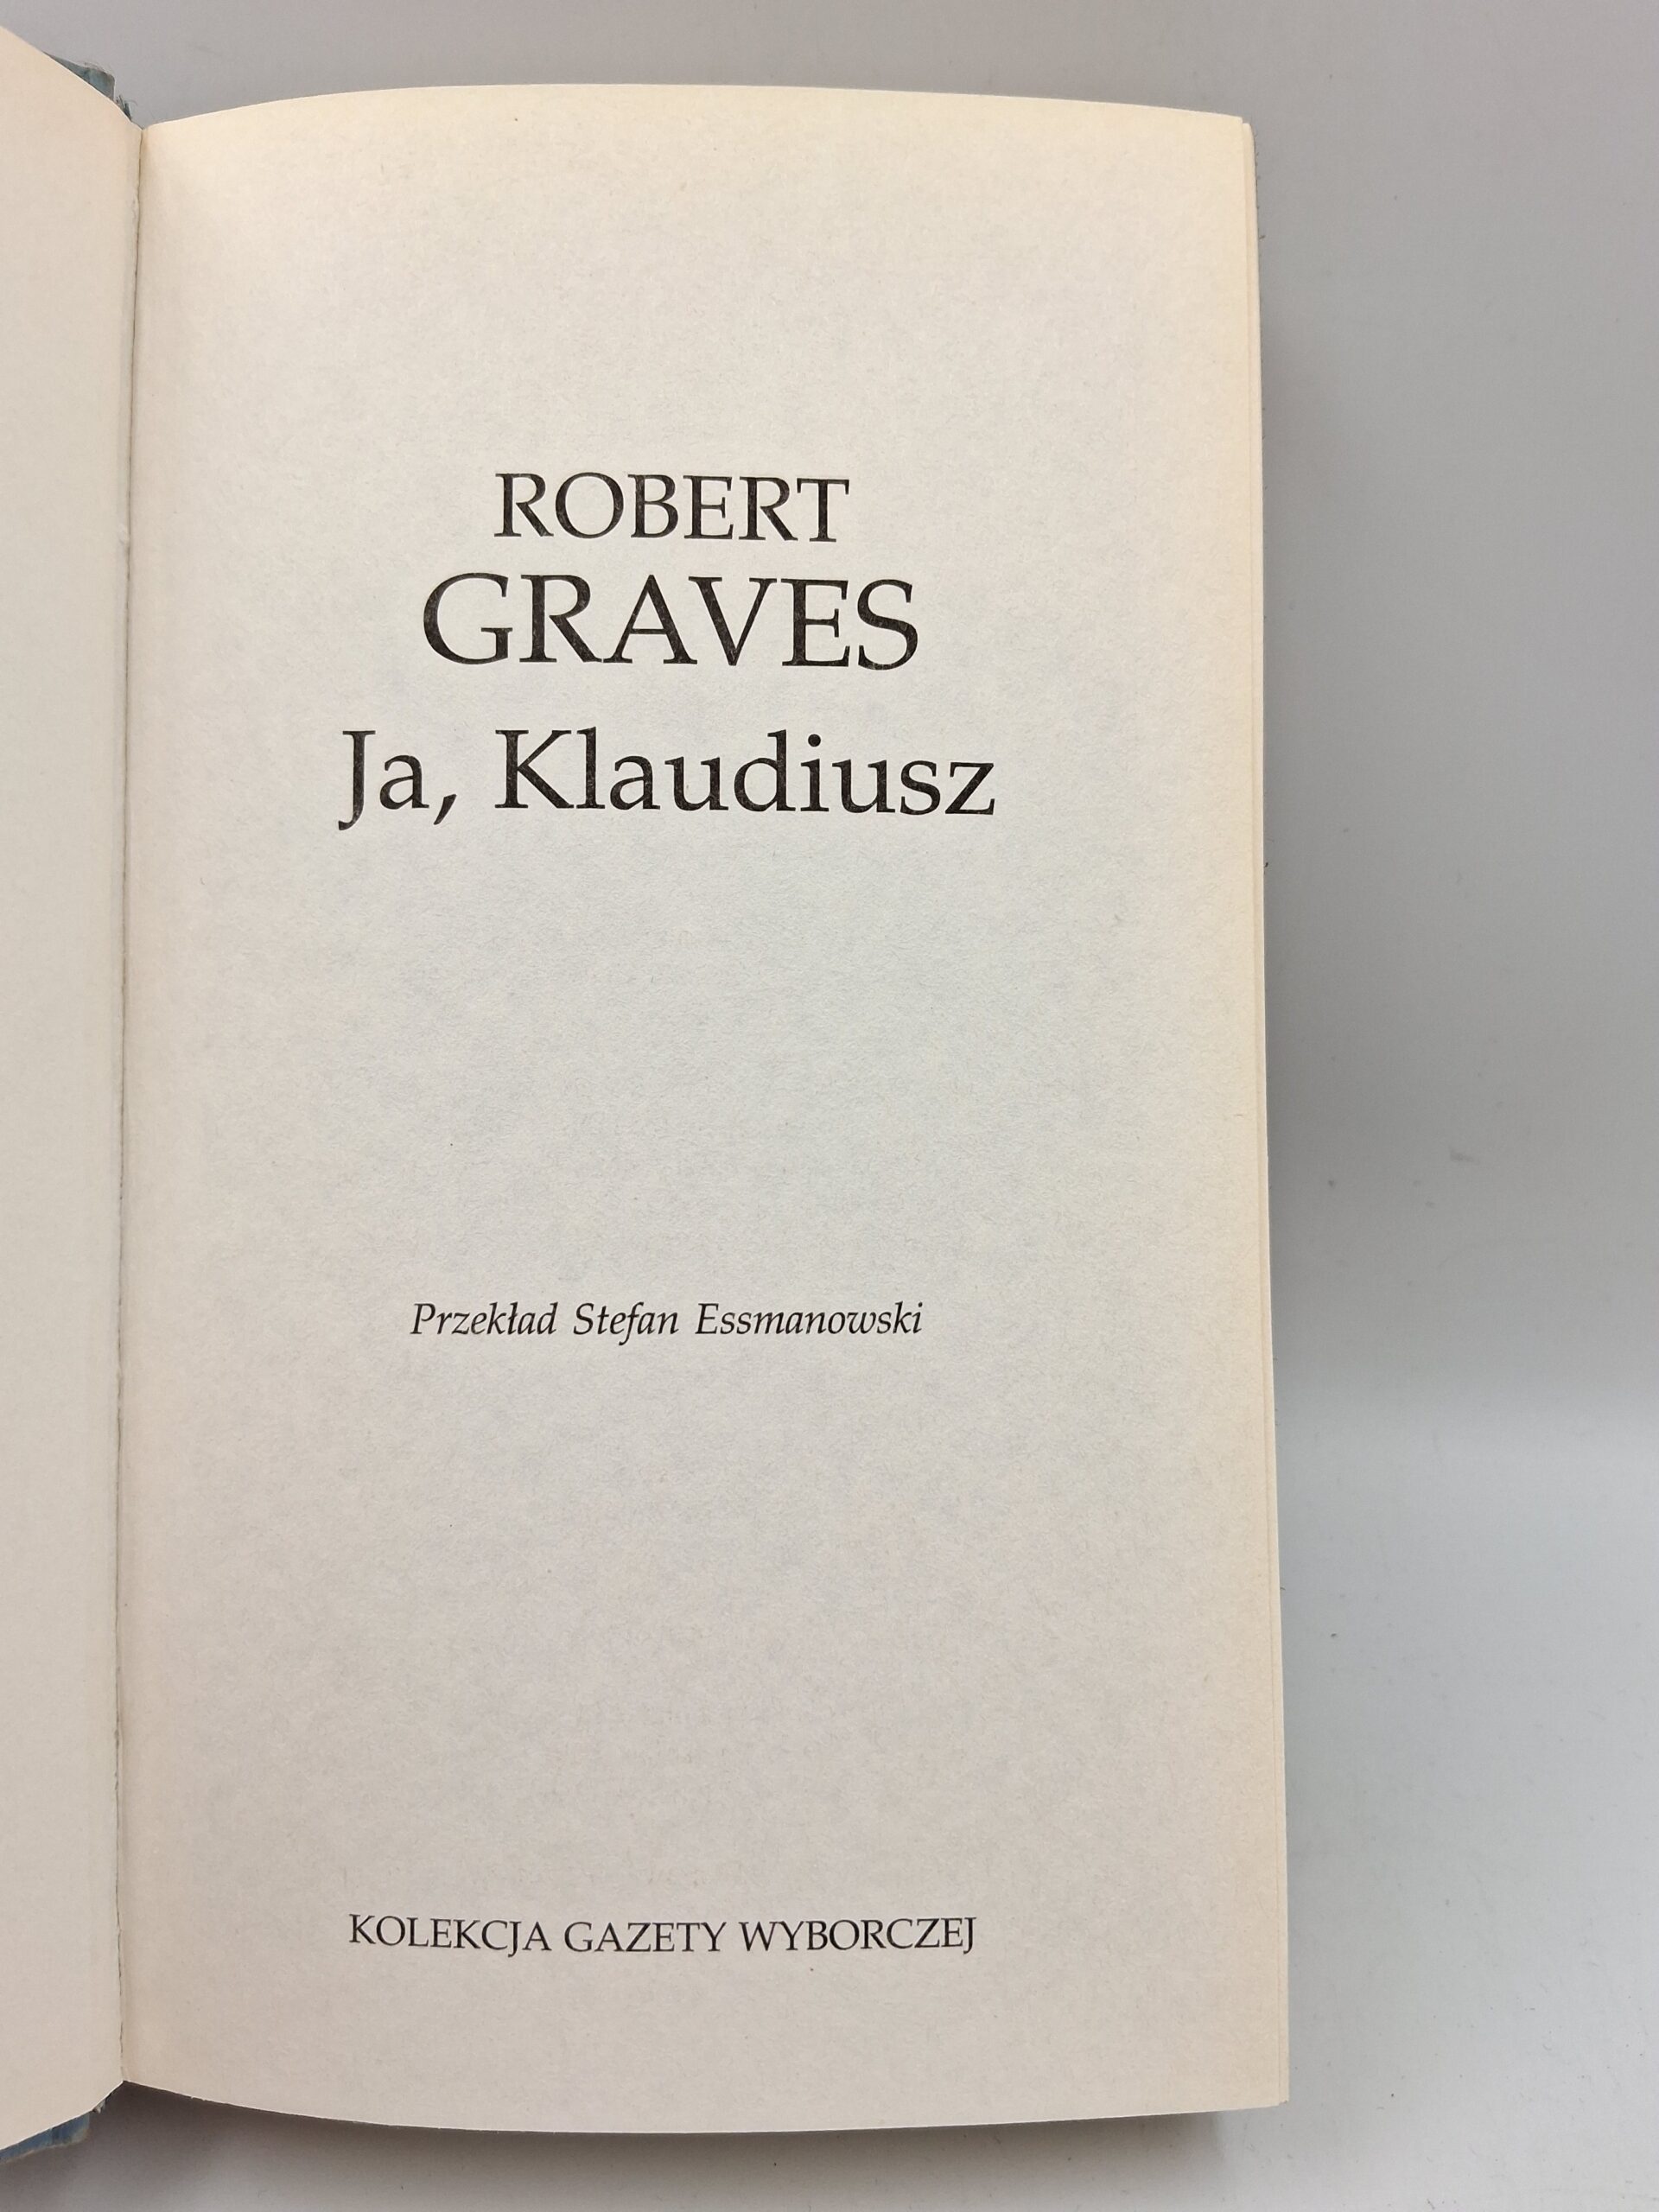 ROBERT
GRAVES
Ja, Klaudiusz
Przekład Stefan Essmanowski
KOLEKCJA GAZETY WYBORCZEJ